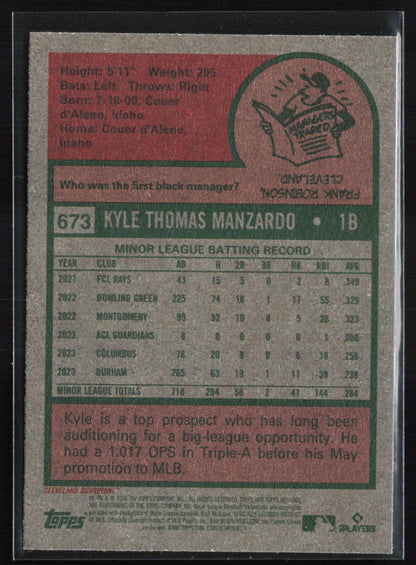 Height: 5'11" Weight: 205
Bats: Left Throws: Right
Born: 7-18-00, Couer
d'Alene, Idaho
Home: Couer d'Alene,
Idaho
MANAGERS
TRADED
FRANK ROBINSON,
CLEVELAND
Who was the first black-manager?
673 KYLE THOMAS MANZARDO • 1B
MINOR LEAGUE BATTING RECORD
YEAR CLUB AB H 2B 3B HR RBI AVG
2021 FCL RAYS 43 15 5 0 2 8 .349
2022 BOWLING GREEN 225 74 16 1 17 55 .329
2022 MONTGOMERY 99 32 10 0 5 26 .323
2023 ACL GUARDIANS 8 0 0 0 0 1 .000
2023 COLUMBUS 78 20 8 0 6 16 .256
2023 DURHAM 265 63 19 1 11 38 .238
MINOR LEAGUE TOTALS 718 204 58 2 41 144 .284
Kyle is a top prospect who has long been
auditioning for a big-league opportunity. He
had a 1.017 OPS in Triple-A before his May
promotion to MLB.
CLEVELAND GUARDIANS™
topps
PLAYERS